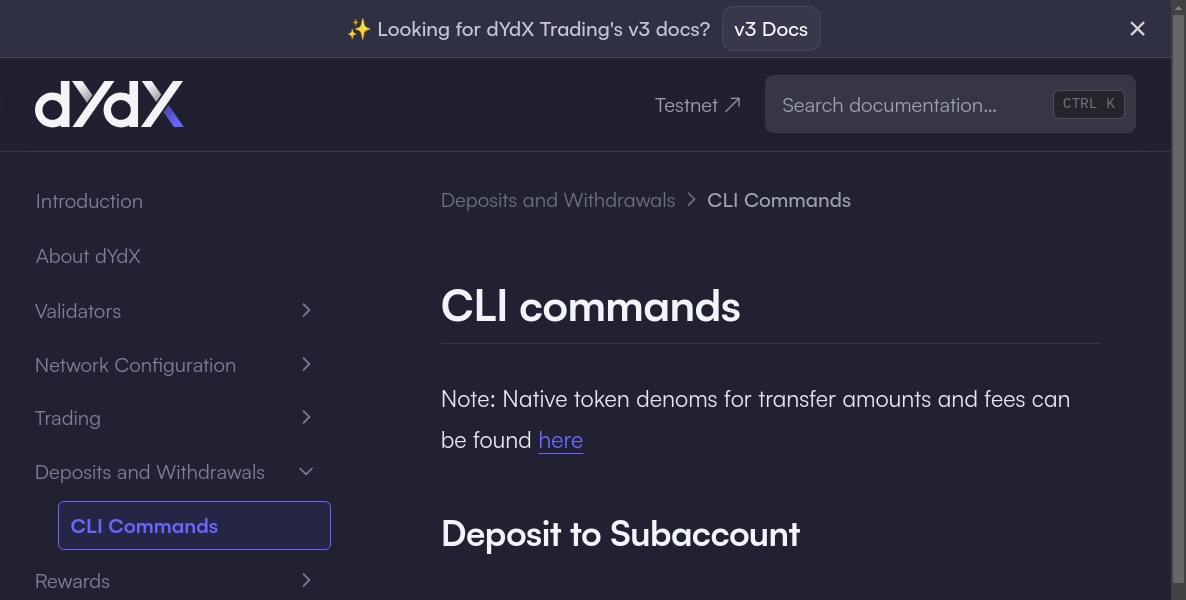 ✨ Looking for dYdX Trading's v3 docs? v3 Docs
dYdX
Testnet ↗
Search documentation...
CTRL K
Introduction
About dYdX
Validators
Network Configuration
Trading
Deposits and Withdrawals
CLI Commands
Rewards
Deposits and Withdrawals > CLI Commands
CLI commands
Note: Native token denoms for transfer amounts and fees can
be found here
Deposit to Subaccount